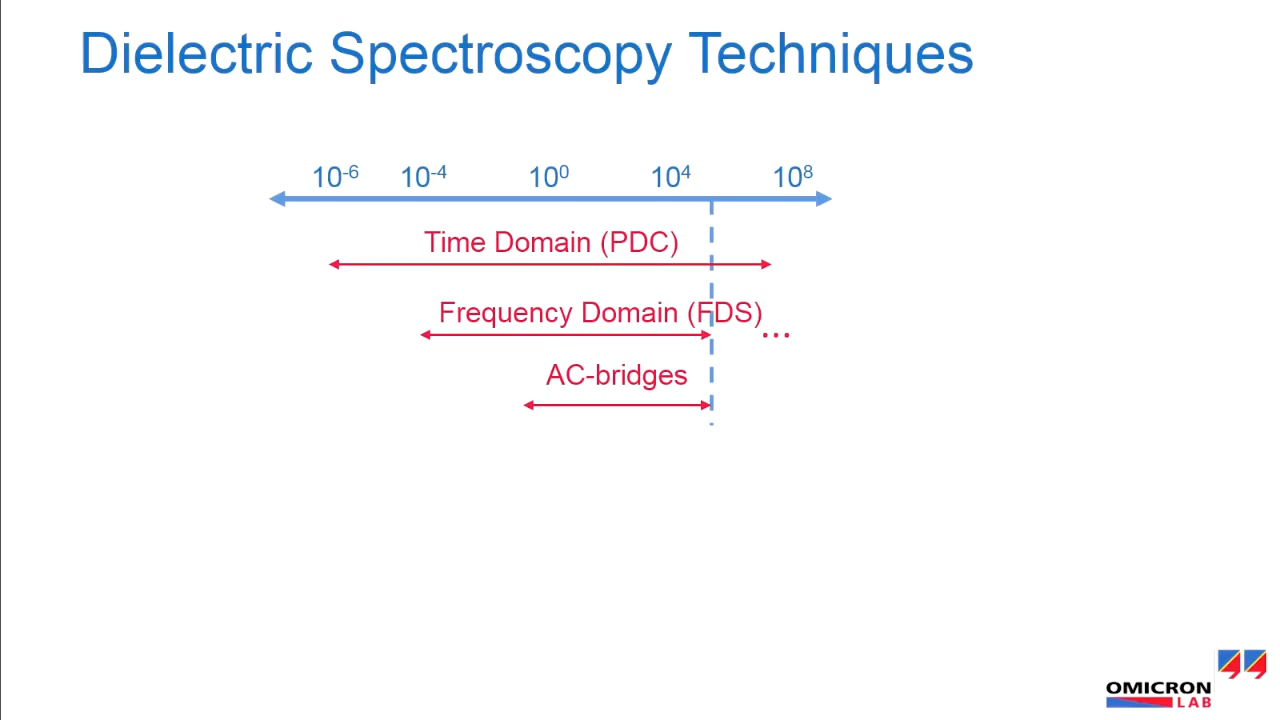 Dielectric Spectroscopy Techniques
10⁻⁶ 10⁻⁴ 10⁰ 10⁴ 10⁸
Time Domain (PDC)
Frequency Domain (FDS)
...
AC-bridges
OMICRON
LAB